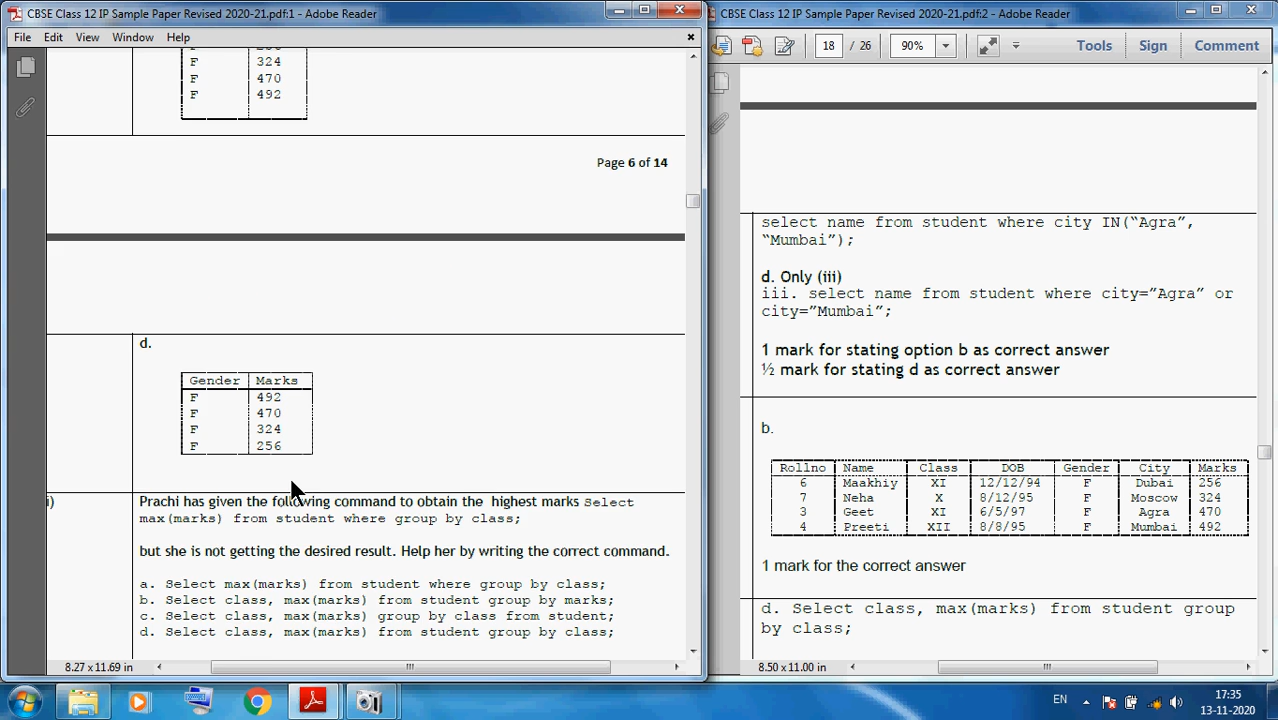 CBSE Class 12 IP Sample Paper Revised 2020-21.pdf:1 - Adobe Reader
File Edit View Window Help
F 324
F 470
F 492
Page 6 of 14
d.
Gender Marks
F 492
F 470
F 324
F 256
i) Prachi has given the following command to obtain the highest marks Select
max(marks) from student where group by class;
but she is not getting the desired result. Help her by writing the correct command.
a. Select max(marks) from student where group by class;
b. Select class, max(marks) from student group by marks;
c. Select class, max(marks) group by class from student;
d. Select class, max(marks) from student group by class;
8.27 x 11.69 in
CBSE Class 12 IP Sample Paper Revised 2020-21.pdf:2 - Adobe Reader
18 / 26 90% Tools Sign Comment
select name from student where city IN(“Agra”,
“Mumbai”);
d. Only (iii)
iii. select name from student where city=”Agra” or
city=”Mumbai”;
1 mark for stating option b as correct answer
½ mark for stating d as correct answer
b.
Rollno Name Class DOB Gender City Marks
6 Maakhiy XI 12/12/94 F Dubai 256
7 Neha X 8/12/95 F Moscow 324
3 Geet XI 6/5/97 F Agra 470
4 Preeti XII 8/8/95 F Mumbai 492
1 mark for the correct answer
d. Select class, max(marks) from student group
by class;
8.50 x 11.00 in
EN
17:35
13-11-2020